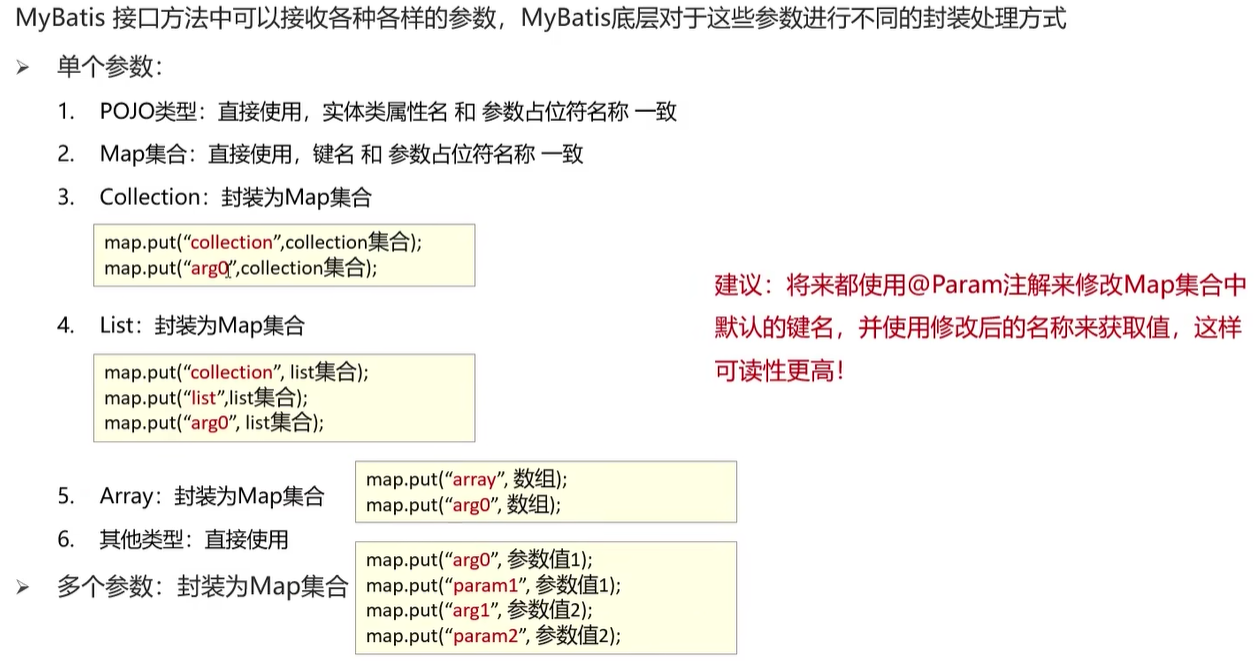 MyBatis 接口方法中可以接收各种各样的参数，MyBatis底层对于这些参数进行不同的封装处理方式
➢ 单个参数：
1. POJO类型：直接使用，实体类属性名 和 参数占位符名称 一致
2. Map集合：直接使用，键名 和 参数占位符名称 一致
3. Collection：封装为Map集合
map.put(“collection”,collection集合);
map.put(“arg0”,collection集合);
4. List：封装为Map集合
map.put(“collection”, list集合);
map.put(“list”,list集合);
map.put(“arg0”, list集合);
5. Array：封装为Map集合
map.put(“array”, 数组);
map.put(“arg0”, 数组);
6. 其他类型：直接使用
➢ 多个参数：封装为Map集合
map.put(“arg0”, 参数值1);
map.put(“param1”, 参数值1);
map.put(“arg1”, 参数值2);
map.put(“param2”, 参数值2);
建议：将来都使用@Param注解来修改Map集合中
默认的键名，并使用修改后的名称来获取值，这样
可读性更高！